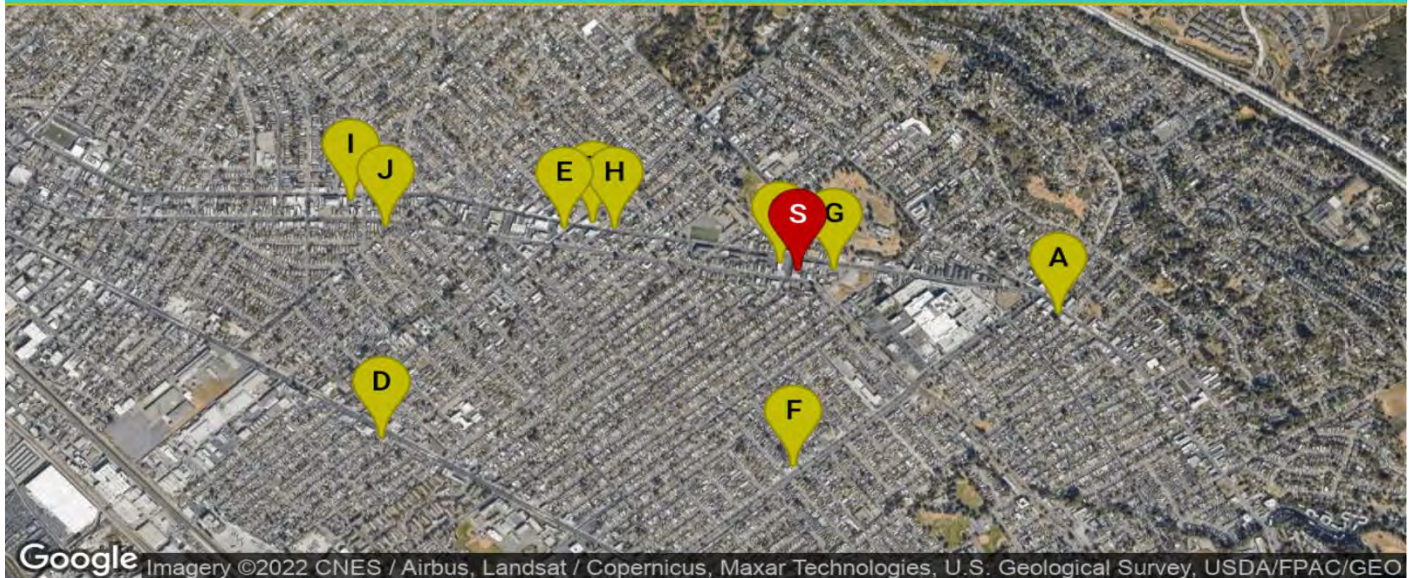 I
J
E
H
S
G
A
D
F
Google
Imagery ©2022 CNES / Airbus, Landsat / Copernicus, Maxar Technologies, U.S. Geological Survey, USDA/FPAC/GEO